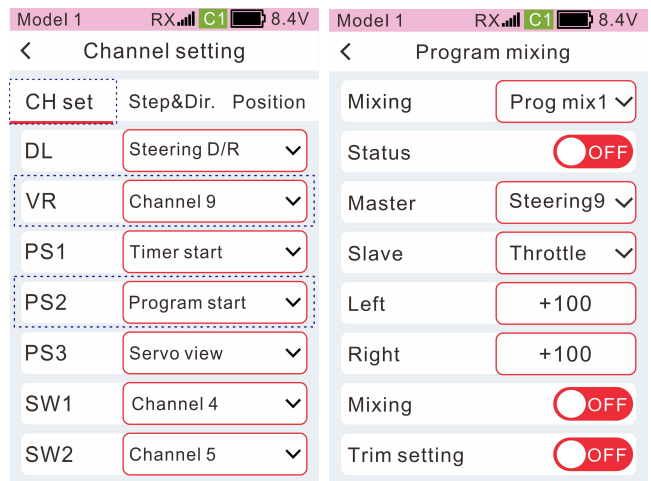 Model 1 RX C1 8.4V
< Channel setting
CH set Step&Dir. Position
DL Steering D/R
VR Channel 9
PS1 Timer start
PS2 Program start
PS3 Servo view
SW1 Channel 4
SW2 Channel 5
Model 1 RX C1 8.4V
< Program mixing
Mixing Prog mix1
Status OFF
Master Steering9
Slave Throttle
Left +100
Right +100
Mixing OFF
Trim setting OFF